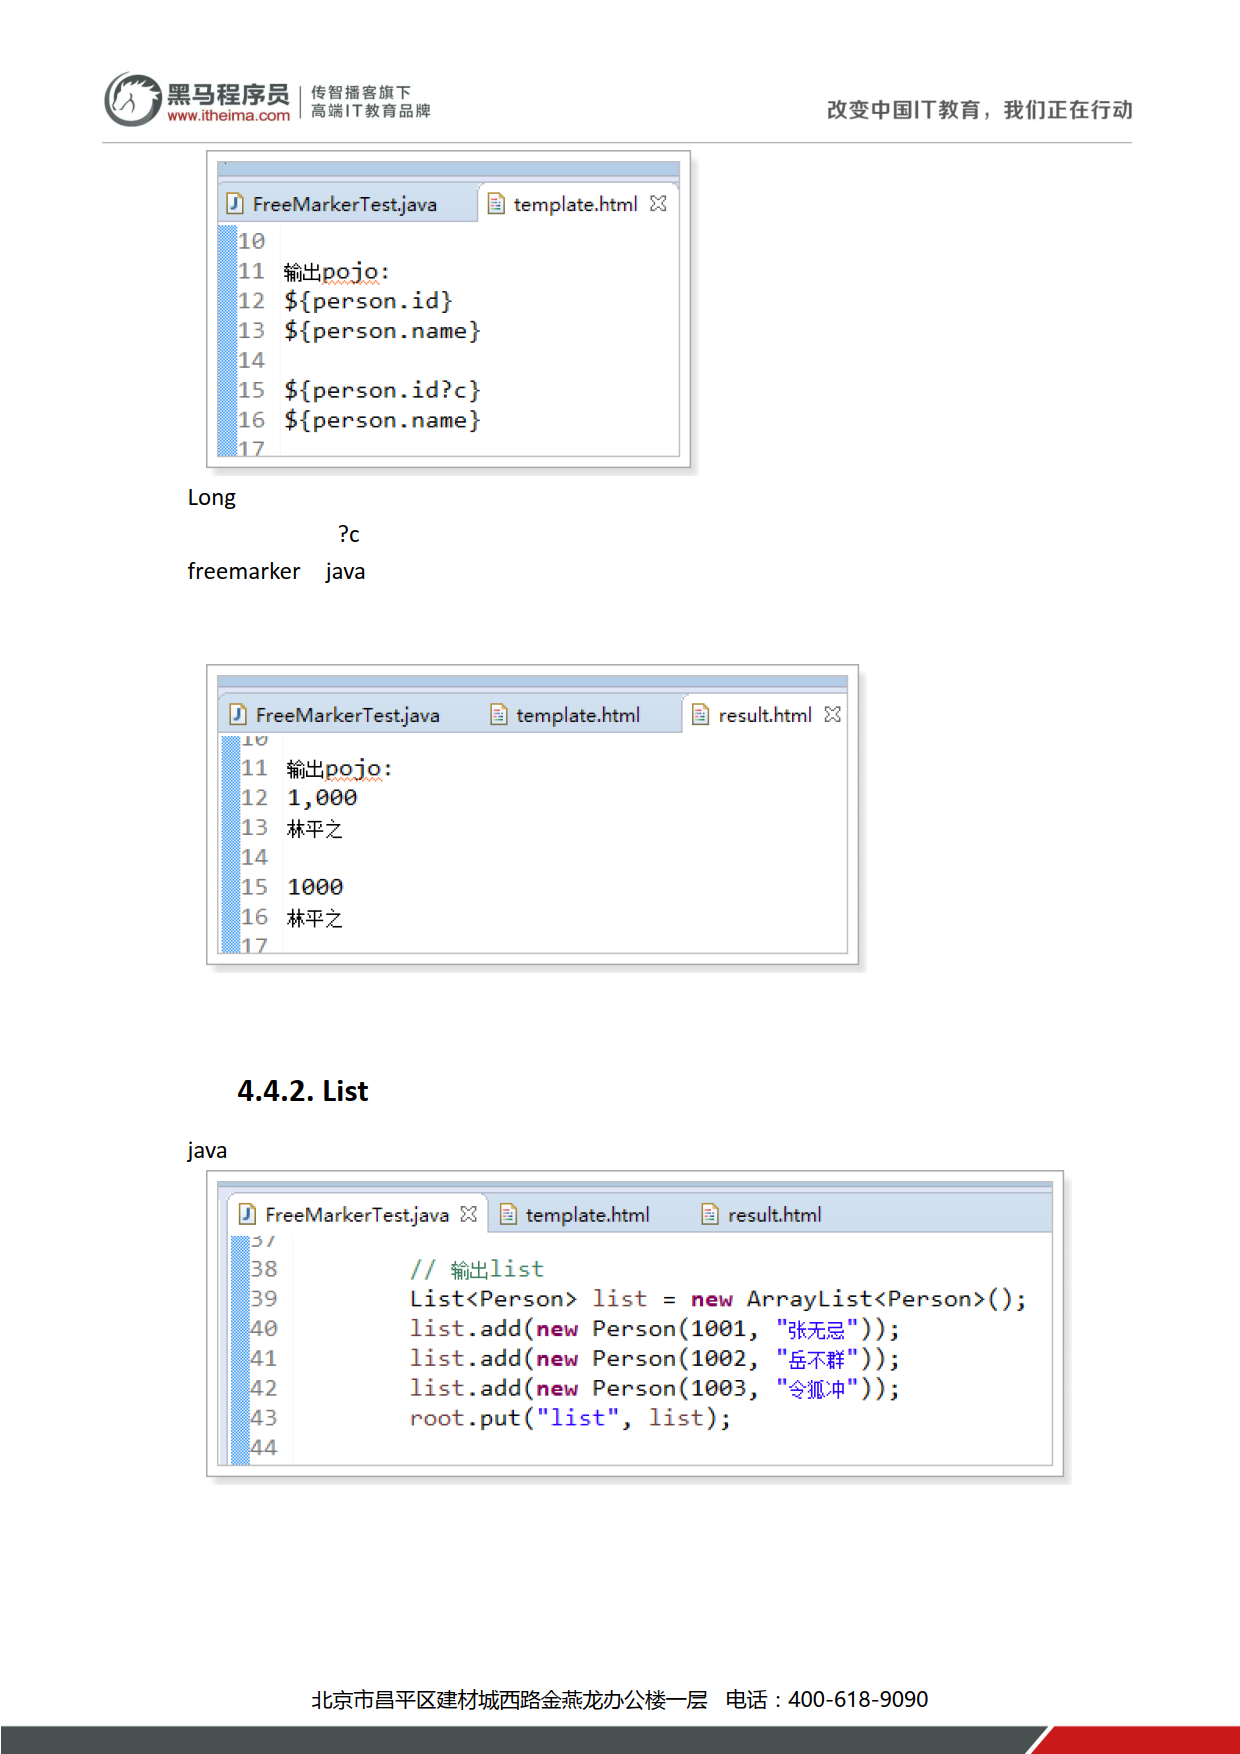 黑马程序员
www.itheima.com
传智播客旗下
高端IT教育品牌
改变中国IT教育，我们正在行动
FreeMarkerTest.java template.html
10
11 输出pojo:
12 ${person.id}
13 ${person.name}
14
15 ${person.id?c}
16 ${person.name}
17
Long
?c
freemarker java
FreeMarkerTest.java template.html result.html
10
11 输出pojo:
12 1,000
13 林平之
14
15 1000
16 林平之
17
4.4.2. List
java
FreeMarkerTest.java template.html result.html
37
38 // 输出list
39 List<Person> list = new ArrayList<Person>();
40 list.add(new Person(1001, "张无忌"));
41 list.add(new Person(1002, "岳不群"));
42 list.add(new Person(1003, "令狐冲"));
43 root.put("list", list);
44
北京市昌平区建材城西路金燕龙办公楼一层 电话：400-618-9090